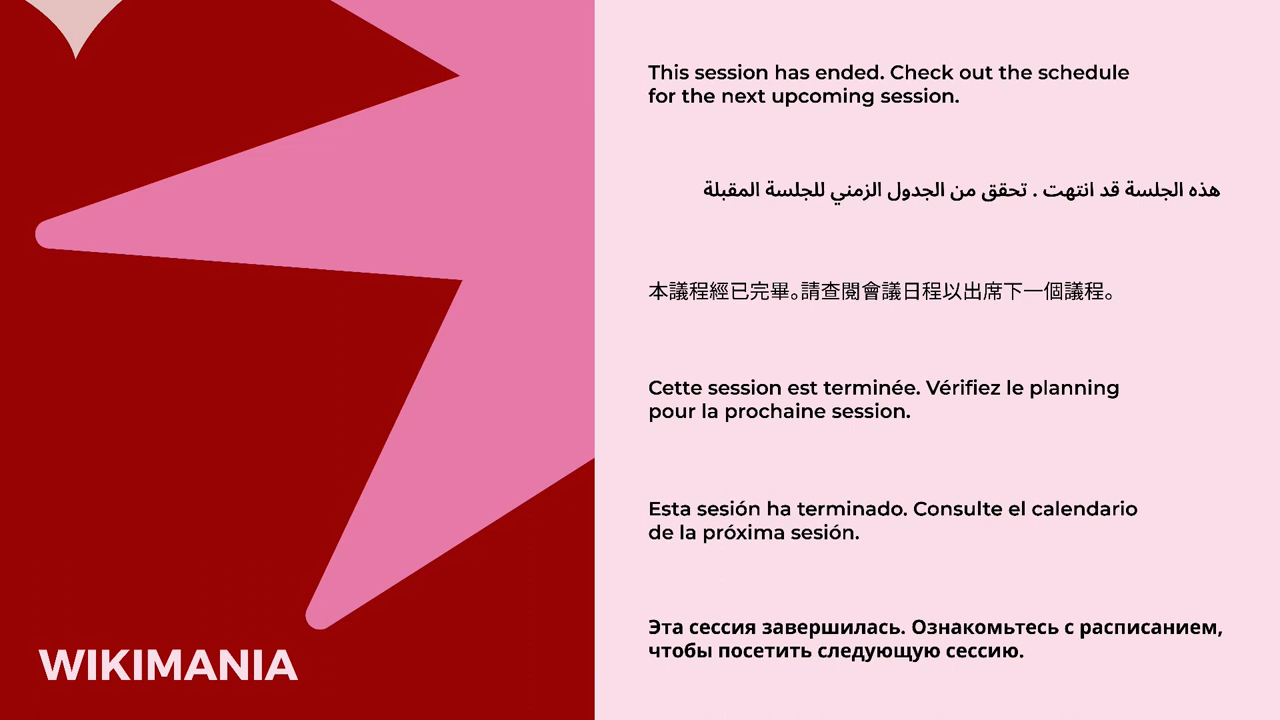 This session has ended. Check out the schedule
for the next upcoming session.
هذه الجلسة قد انتهت . تحقق من الجدول الزمني للجلسة المقبلة
本議程經已完畢。請查閱會議日程以出席下一個議程。
Cette session est terminée. Vérifiez le planning
pour la prochaine session.
Esta sesión ha terminado. Consulte el calendario
de la próxima sesión.
Эта сессия завершилась. Ознакомьтесь с расписанием,
чтобы посетить следующую сессию.
WIKIMANIA